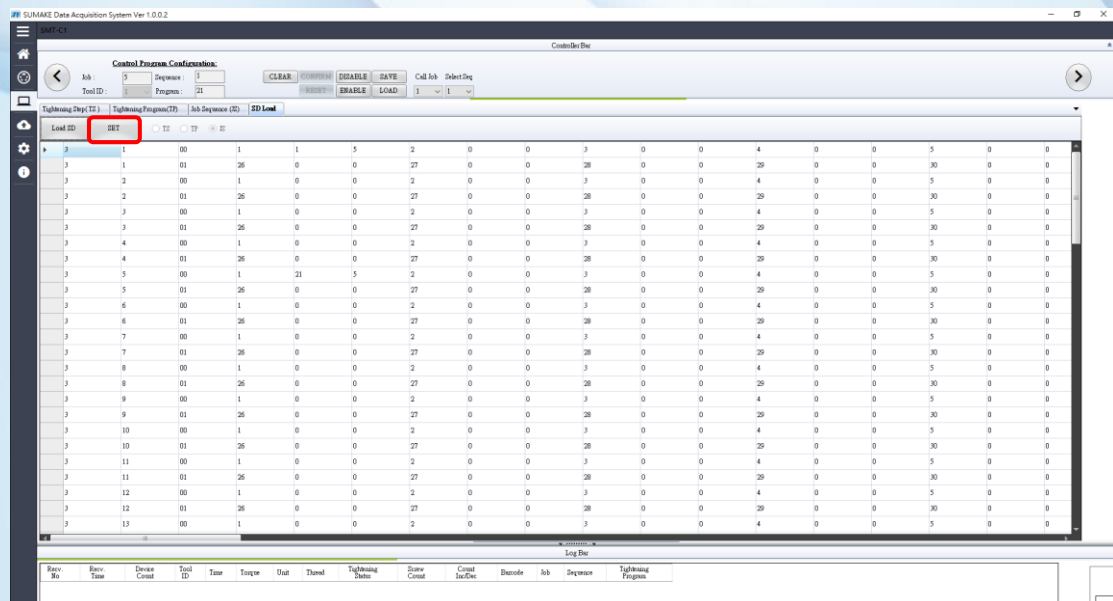 SUMAKE Data Acquisition System Ver 1.0.0.2
SMT-C1
Controller Bar
Control Program Configuration:
Job : 5 Sequence : 1 CLEAR CONFIRM DISABLE SAVE Call Job Select Seq
Tool ID : 1 Program : 21 RESET ENABLE LOAD 1 1
Tightening Step(TS) Tightening Program(TP) Job Sequence (JS) SD Load
Load SD SET TS TP JS
3 1 00 1 1 5 2 0 0 3 0 0 4 0 0 5 0 0
3 1 01 26 0 0 27 0 0 28 0 0 29 0 0 30 0 0
3 2 00 1 0 0 2 0 0 3 0 0 4 0 0 5 0 0
3 2 01 26 0 0 27 0 0 28 0 0 29 0 0 30 0 0
3 3 00 1 0 0 2 0 0 3 0 0 4 0 0 5 0 0
3 3 01 26 0 0 27 0 0 28 0 0 29 0 0 30 0 0
3 4 00 1 0 0 2 0 0 3 0 0 4 0 0 5 0 0
3 4 01 26 0 0 27 0 0 28 0 0 29 0 0 30 0 0
3 5 00 1 21 5 2 0 0 3 0 0 4 0 0 5 0 0
3 5 01 26 0 0 27 0 0 28 0 0 29 0 0 30 0 0
3 6 00 1 0 0 2 0 0 3 0 0 4 0 0 5 0 0
3 6 01 26 0 0 27 0 0 28 0 0 29 0 0 30 0 0
3 7 00 1 0 0 2 0 0 3 0 0 4 0 0 5 0 0
3 7 01 26 0 0 27 0 0 28 0 0 29 0 0 30 0 0
3 8 00 1 0 0 2 0 0 3 0 0 4 0 0 5 0 0
3 8 01 26 0 0 27 0 0 28 0 0 29 0 0 30 0 0
3 9 00 1 0 0 2 0 0 3 0 0 4 0 0 5 0 0
3 9 01 26 0 0 27 0 0 28 0 0 29 0 0 30 0 0
3 10 00 1 0 0 2 0 0 3 0 0 4 0 0 5 0 0
3 10 01 26 0 0 27 0 0 28 0 0 29 0 0 30 0 0
3 11 00 1 0 0 2 0 0 3 0 0 4 0 0 5 0 0
3 11 01 26 0 0 27 0 0 28 0 0 29 0 0 30 0 0
3 12 00 1 0 0 2 0 0 3 0 0 4 0 0 5 0 0
3 12 01 26 0 0 27 0 0 28 0 0 29 0 0 30 0 0
3 13 00 1 0 0 2 0 0 3 0 0 4 0 0 5 0 0
Log Bar
Recv. No Recv. Time Device Count Tool ID Time Torque Unit Thread Tightening Status Screw Count Count Inc/Dec Barcode Job Sequence Tightening Program